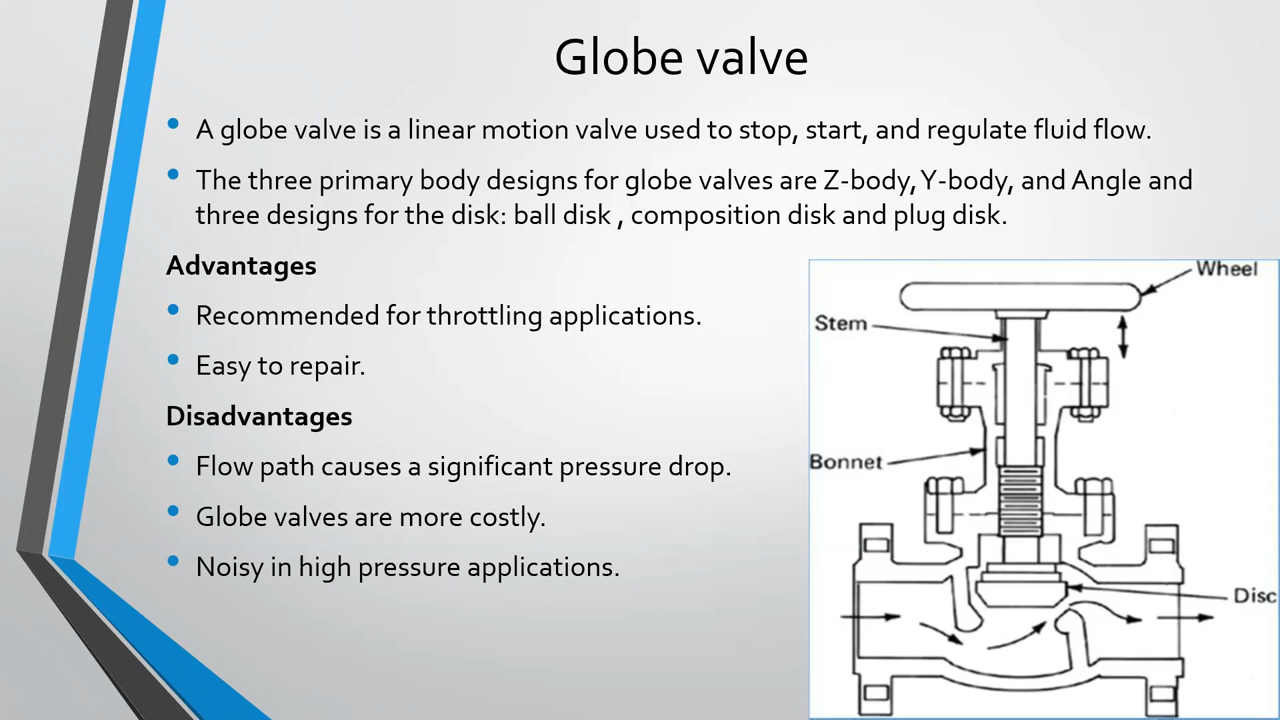 Globe valve
• A globe valve is a linear motion valve used to stop, start, and regulate fluid flow.
• The three primary body designs for globe valves are Z-body, Y-body, and Angle and
three designs for the disk: ball disk , composition disk and plug disk.
Advantages
• Recommended for throttling applications.
• Easy to repair.
Disadvantages
• Flow path causes a significant pressure drop.
• Globe valves are more costly.
• Noisy in high pressure applications.
Wheel
Stem
Bonnet
Disc